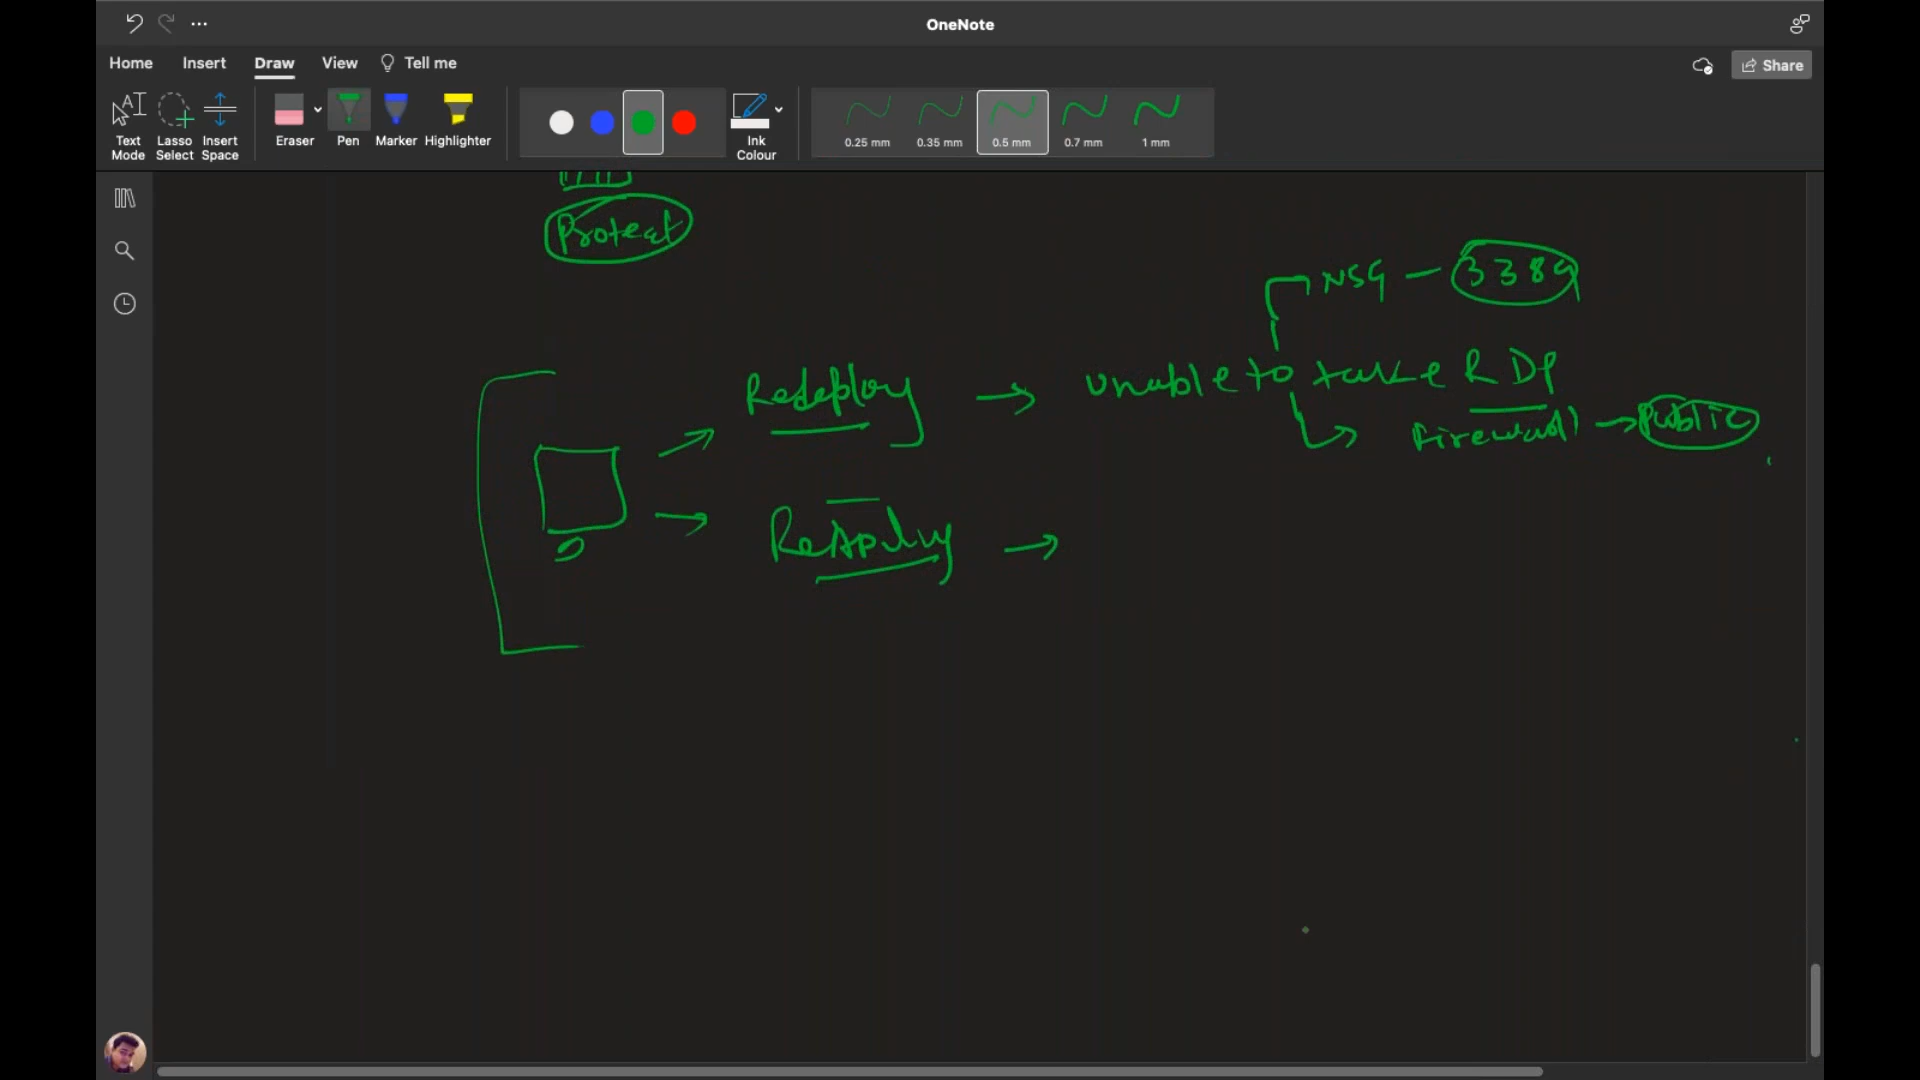 OneNote
Home Insert Draw View Tell me
Share
Text Mode
Lasso Select
Insert Space
Eraser
Pen
Marker
Highlighter
Ink Colour
0.25 mm
0.35 mm
0.5 mm
0.7 mm
1 mm
Protect
NSG - 3389
Redeploy → unable to take RDP
firewall → public
ReApply →